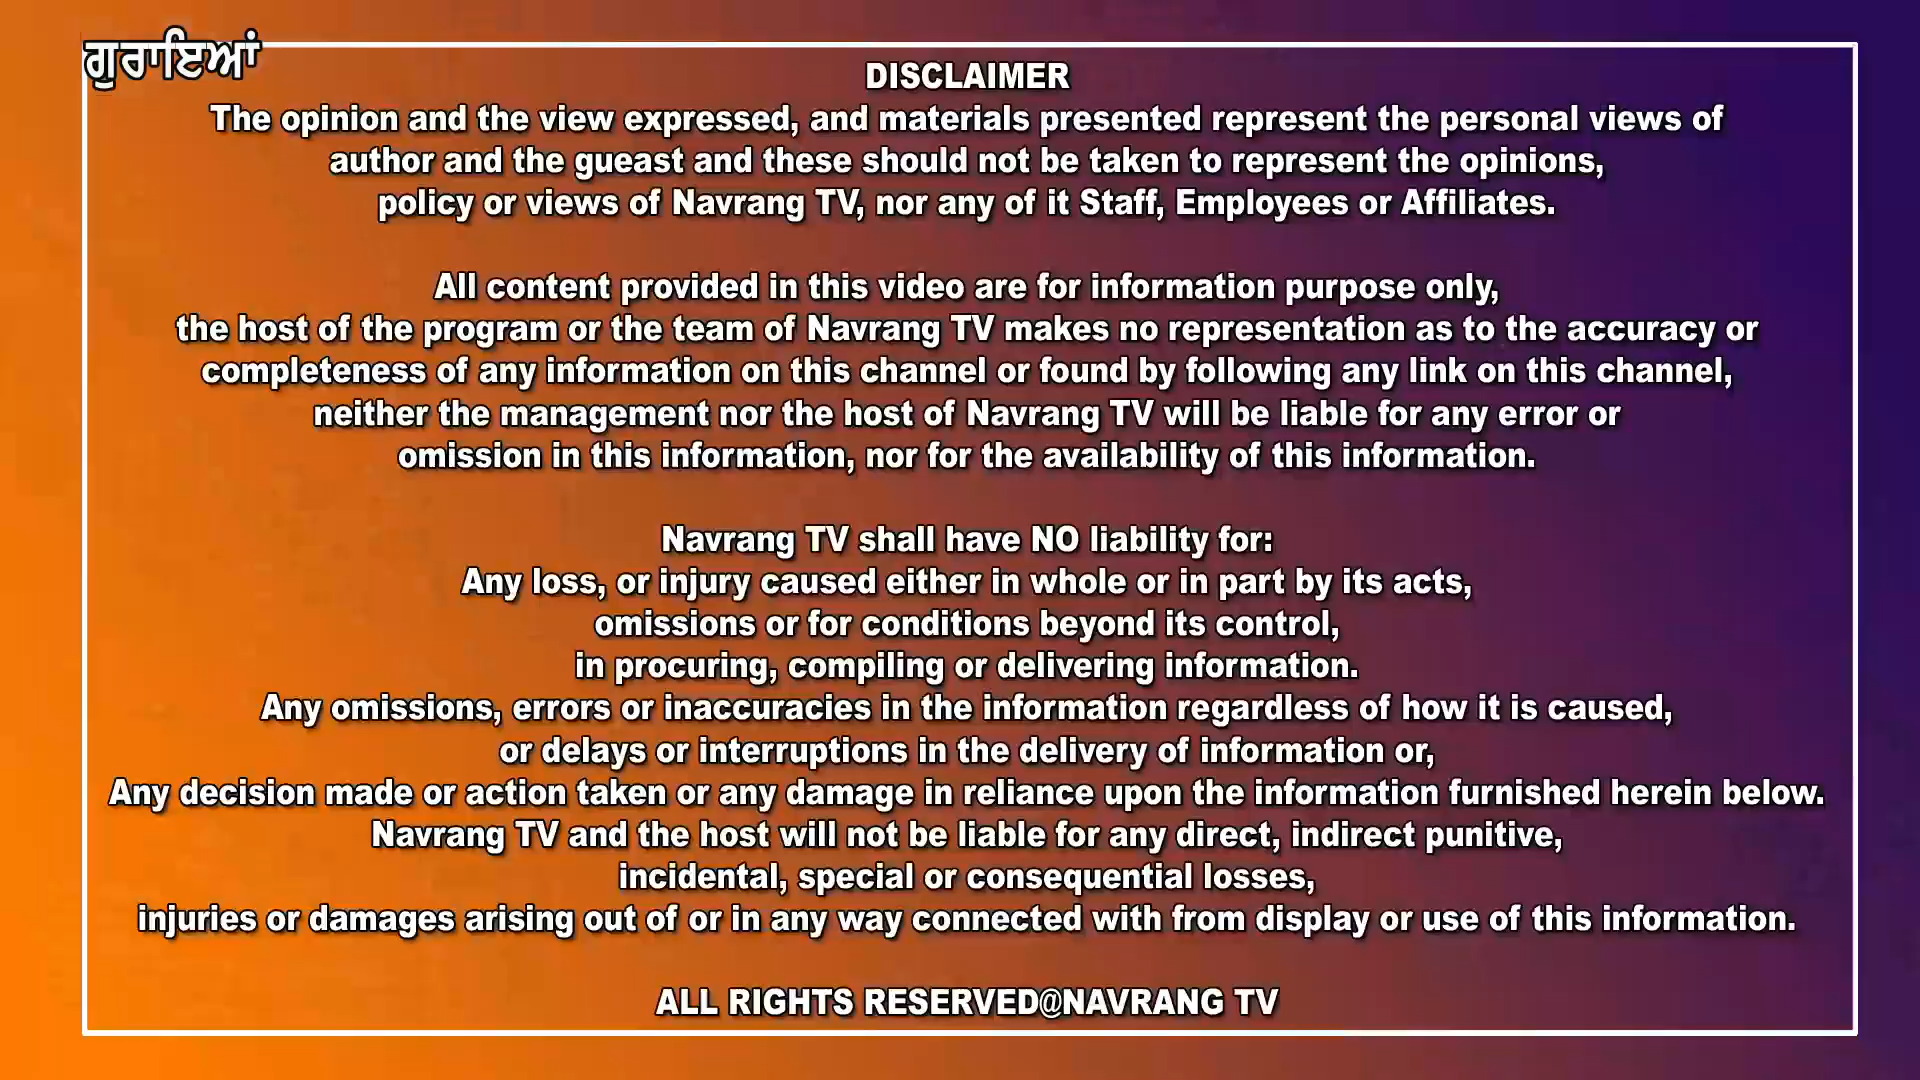 ਗੁਰਾਇਆਂ
DISCLAIMER
The opinion and the view expressed, and materials presented represent the personal views of
author and the gueast and these should not be taken to represent the opinions,
policy or views of Navrang TV, nor any of it Staff, Employees or Affiliates.
All content provided in this video are for information purpose only,
the host of the program or the team of Navrang TV makes no representation as to the accuracy or
completeness of any information on this channel or found by following any link on this channel,
neither the management nor the host of Navrang TV will be liable for any error or
omission in this information, nor for the availability of this information.
Navrang TV shall have NO liability for:
Any loss, or injury caused either in whole or in part by its acts,
omissions or for conditions beyond its control,
in procuring, compiling or delivering information.
Any omissions, errors or inaccuracies in the information regardless of how it is caused,
or delays or interruptions in the delivery of information or,
Any decision made or action taken or any damage in reliance upon the information furnished herein below.
Navrang TV and the host will not be liable for any direct, indirect punitive,
incidental, special or consequential losses,
injuries or damages arising out of or in any way connected with from display or use of this information.
ALL RIGHTS RESERVED@NAVRANG TV